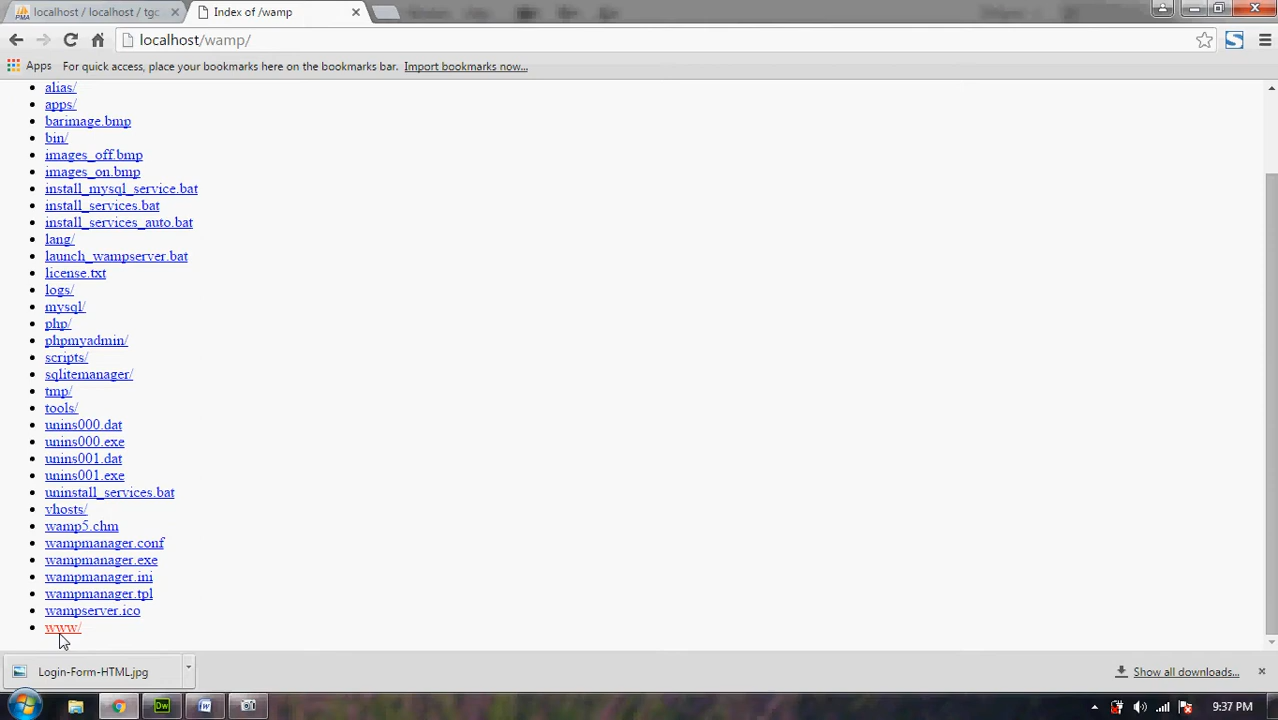 localhost / localhost / tgc
Index of /wamp
localhost/wamp/
Apps
For quick access, place your bookmarks here on the bookmarks bar. Import bookmarks now...
alias/
apps/
barimage.bmp
bin/
images_off.bmp
images_on.bmp
install_mysql_service.bat
install_services.bat
install_services_auto.bat
lang/
launch_wampserver.bat
license.txt
logs/
mysql/
php/
phpmyadmin/
scripts/
sqlitemanager/
tmp/
tools/
unins000.dat
unins000.exe
unins001.dat
unins001.exe
uninstall_services.bat
vhosts/
wamp5.chm
wampmanager.conf
wampmanager.exe
wampmanager.ini
wampmanager.tpl
wampserver.ico
www/
Login-Form-HTML.jpg
Show all downloads...
Dw
9:37 PM